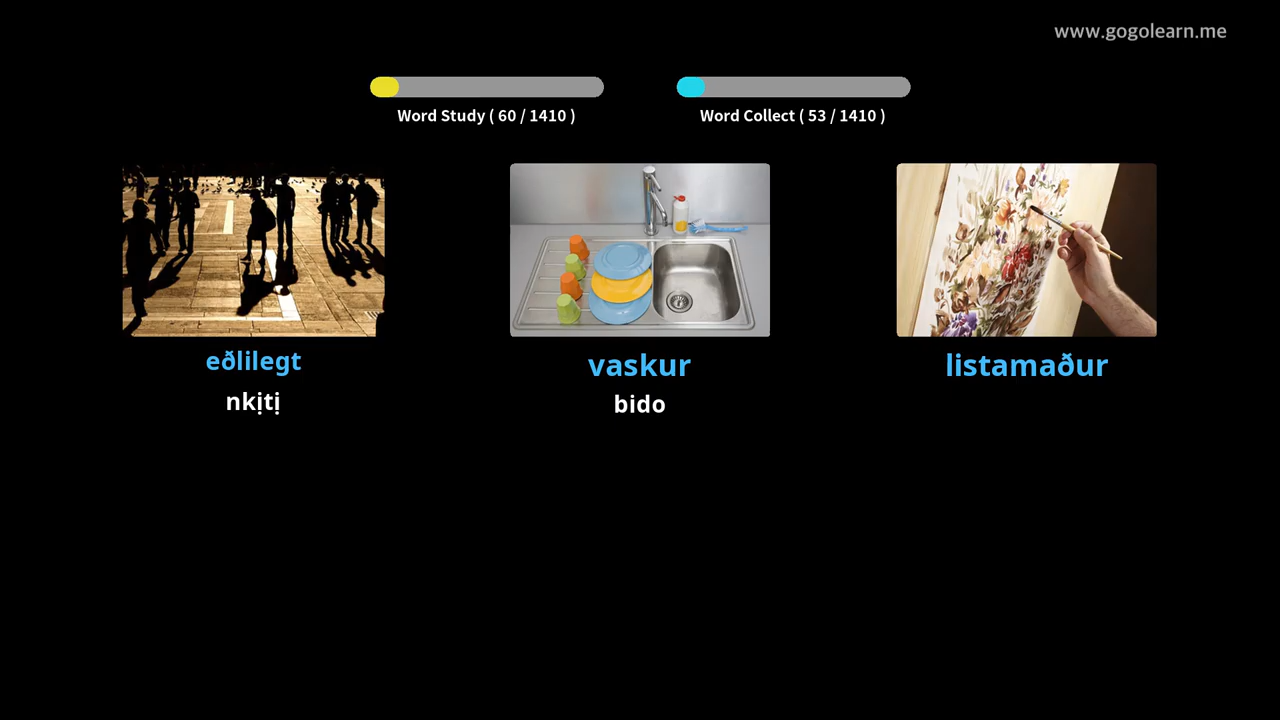 www.gogolearn.me
Word Study ( 60 / 1410 )
Word Collect ( 53 / 1410 )
eðlilegt
vaskur
listamaður
nkịtị
bido